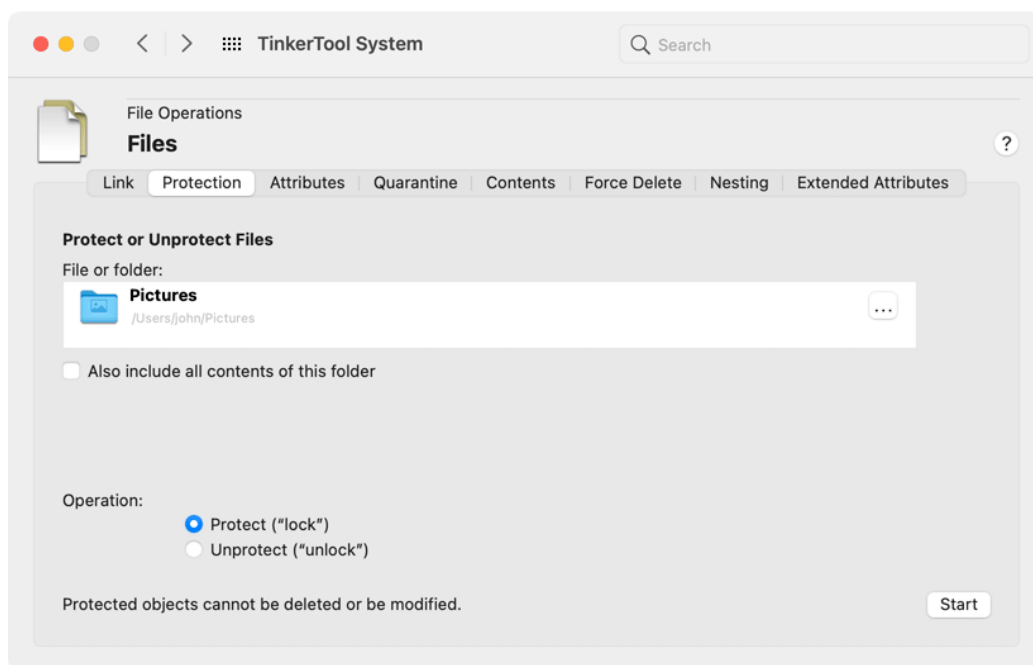 TinkerTool System
Search
File Operations
Files
?
Link Protection Attributes Quarantine Contents Force Delete Nesting Extended Attributes
Protect or Unprotect Files
File or folder:
Pictures
/Users/john/Pictures
...
Also include all contents of this folder
Operation:
Protect (“lock”)
Unprotect (“unlock”)
Protected objects cannot be deleted or be modified.
Start